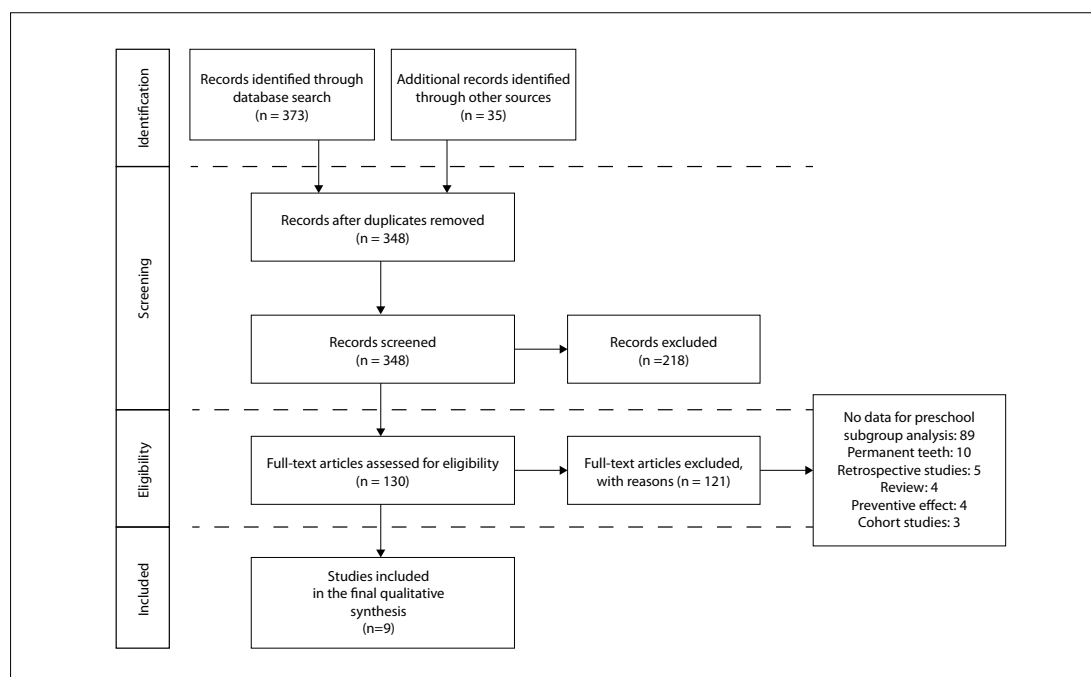 Identification
Records identified through
database search
(n = 373)
Additional records identified
through other sources
(n = 35)
Screening
Records after duplicates removed
(n = 348)
Records screened
(n = 348)
Records excluded
(n =218)
Eligibility
Full-text articles assessed for eligibility
(n = 130)
Full-text articles excluded,
with reasons (n = 121)
No data for preschool
subgroup analysis: 89
Permanent teeth: 10
Retrospective studies: 5
Review: 4
Preventive effect: 4
Cohort studies: 3
Included
Studies included
in the final qualitative
synthesis
(n=9)